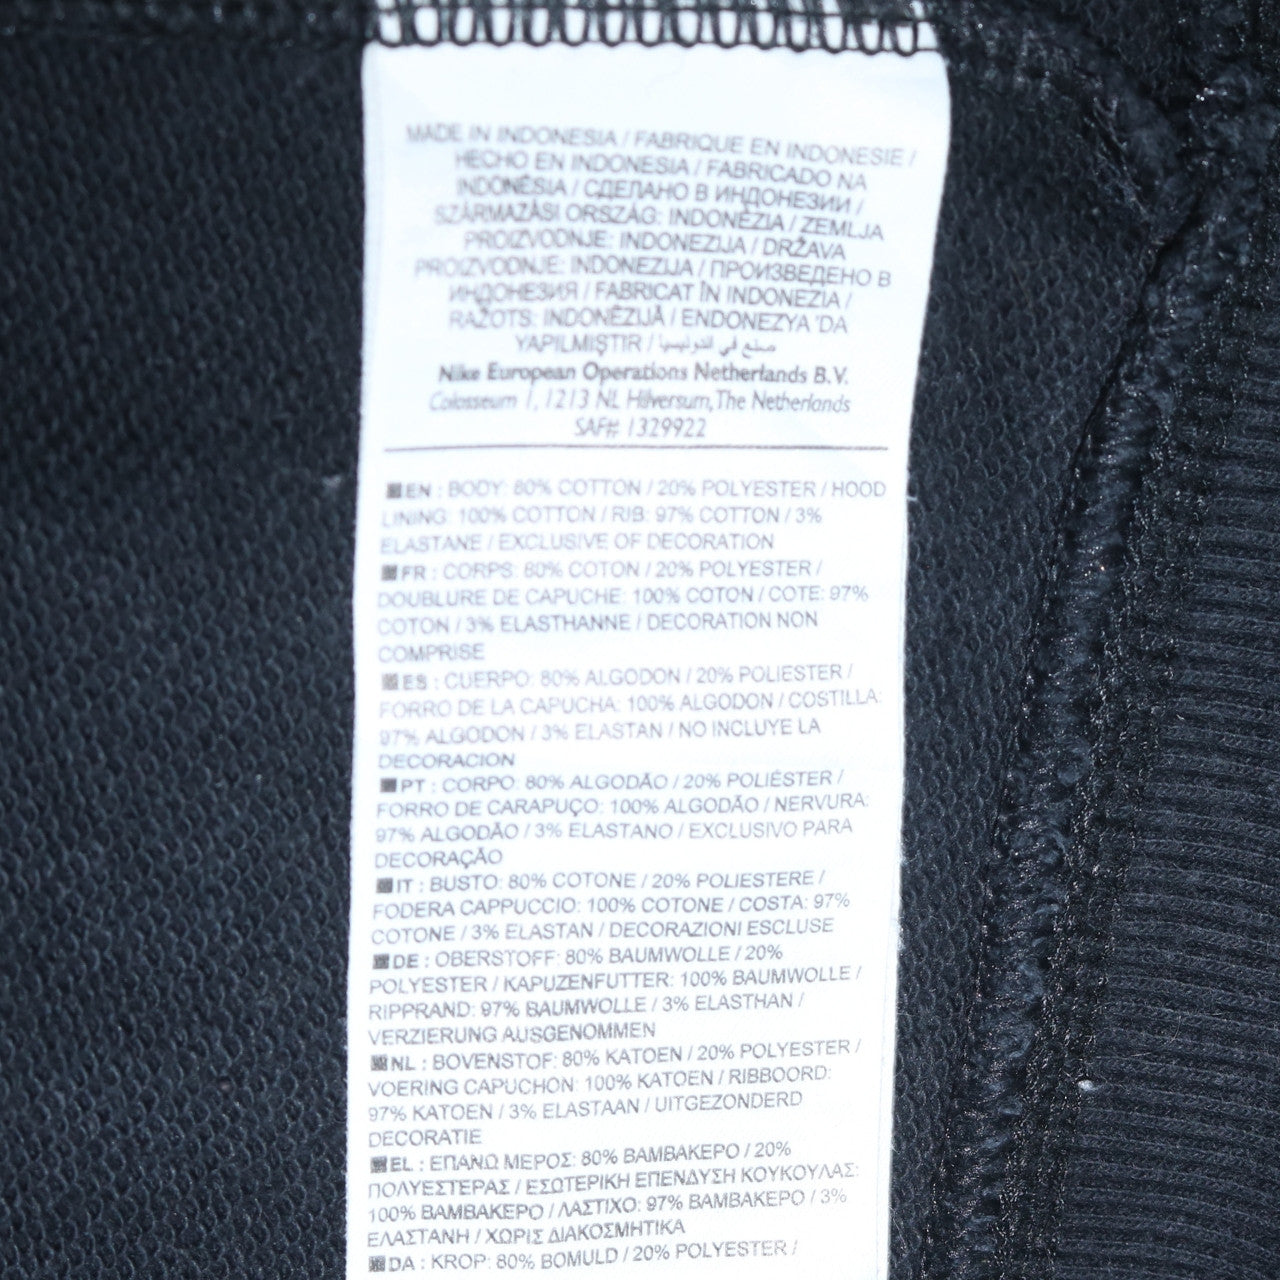 MADE IN INDONESIA / FABRIQUE EN INDONESIE /
HECHO EN INDONESIA / FABRICADO NA
INDONÉSIA / СДЕЛАНО В ИНДОНЕЗИИ /
SZÁRMAZÁSI ORSZÁG: INDONÉZIA / ZEMLJA
PROIZVODNJE: INDONEZIJA / DRŽAVA
PROIZVODNJE: INDONEZIJA / ПРОИЗВЕДЕНО В
ИНДОНЕЗИЯ / FABRICAT ÎN INDONEZIA /
RAŽOTS: INDONĒZIJĀ / ENDONEZYA 'DA
YAPILMIŞTIR / صنع في اندونيسيا
Nike European Operations Netherlands B.V.
Colosseum 1, 1213 NL Hilversum, The Netherlands
SAF# 1329922
EN : BODY: 80% COTTON / 20% POLYESTER / HOOD
LINING: 100% COTTON / RIB: 97% COTTON / 3%
ELASTANE / EXCLUSIVE OF DECORATION
FR : CORPS: 80% COTON / 20% POLYESTER /
DOUBLURE DE CAPUCHE: 100% COTON / COTE: 97%
COTON / 3% ELASTHANNE / DECORATION NON
COMPRISE
ES : CUERPO: 80% ALGODON / 20% POLIESTER /
FORRO DE LA CAPUCHA: 100% ALGODON / COSTILLA:
97% ALGODON / 3% ELASTAN / NO INCLUYE LA
DECORACION
PT : CORPO: 80% ALGODÃO / 20% POLIÉSTER /
FORRO DE CARAPUÇO: 100% ALGODÃO / NERVURA:
97% ALGODÃO / 3% ELASTANO / EXCLUSIVO PARA
DECORAÇÃO
IT : BUSTO: 80% COTONE / 20% POLIESTERE /
FODERA CAPPUCCIO: 100% COTONE / COSTA: 97%
COTONE / 3% ELASTAN / DECORAZIONI ESCLUSE
DE : OBERSTOFF: 80% BAUMWOLLE / 20%
POLYESTER / KAPUZENFUTTER: 100% BAUMWOLLE /
RIPPRAND: 97% BAUMWOLLE / 3% ELASTHAN /
VERZIERUNG AUSGENOMMEN
NL : BOVENSTOF: 80% KATOEN / 20% POLYESTER /
VOERING CAPUCHON: 100% KATOEN / RIBBOORD:
97% KATOEN / 3% ELASTAAN / UITGEZONDERD
DECORATIE
EL : ΕΠΑΝΩ ΜΕΡΟΣ: 80% ΒΑΜΒΑΚΕΡΟ / 20%
ΠΟΛΥΕΣΤΕΡΑΣ / ΕΣΩΤΕΡΙΚΗ ΕΠΕΝΔΥΣΗ ΚΟΥΚΟΥΛΑΣ:
100% ΒΑΜΒΑΚΕΡΟ / ΛΑΣΤΙΧΟ: 97% ΒΑΜΒΑΚΕΡΟ / 3%
ΕΛΑΣΤΑΝΗ / ΧΩΡΙΣ ΔΙΑΚΟΣΜΗΤΙΚΑ
DA : KROP: 80% BOMULD / 20% POLYESTER /